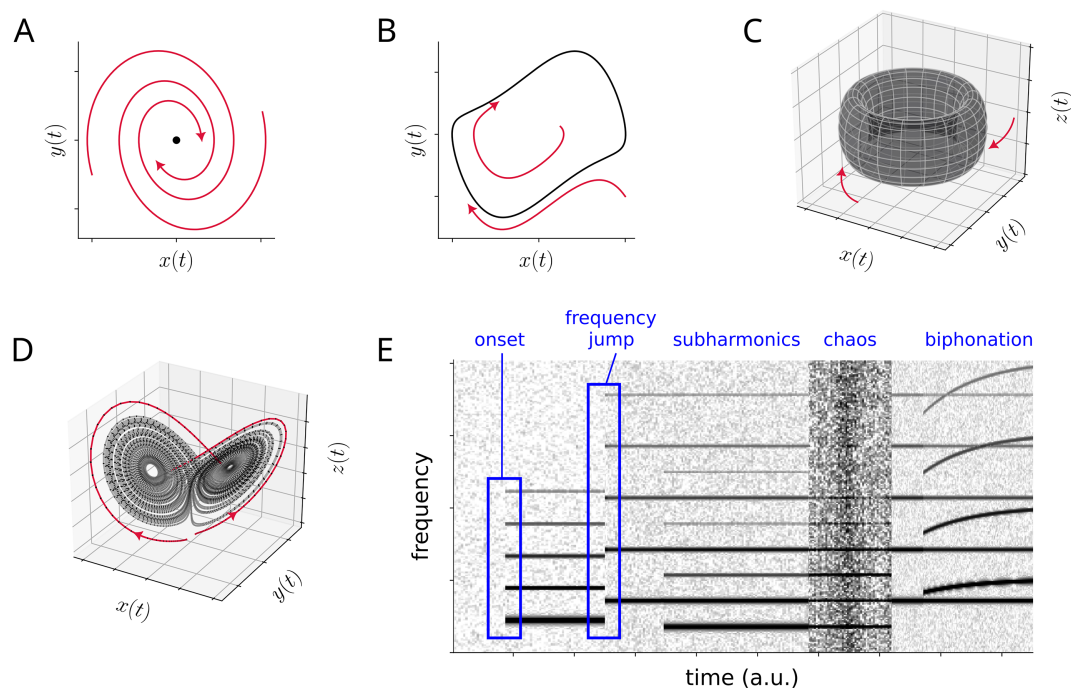 A
y(t)
x(t)
B
y(t)
x(t)
C
z(t)
y(t)
x(t)
D
z(t)
y(t)
x(t)
E
onset
frequency
jump
subharmonics
chaos
biphonation
frequency
time (a.u.)